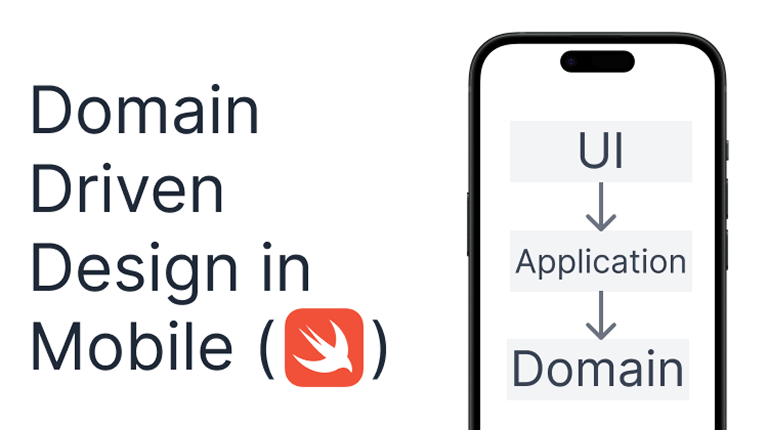 Domain
Driven
Design in
Mobile ( )
UI
Application
Domain